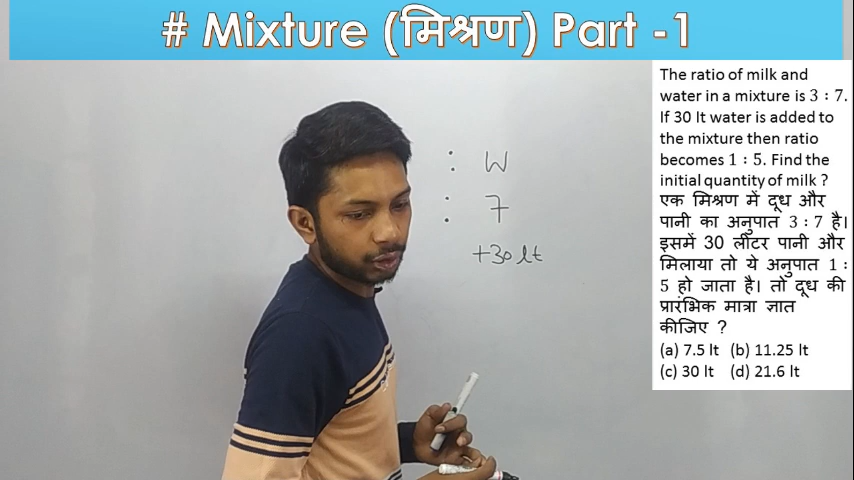 # Mixture (मिश्रण) Part -1
The ratio of milk and
water in a mixture is 3 : 7.
If 30 lt water is added to
the mixture then ratio
becomes 1 : 5. Find the
initial quantity of milk ?
एक मिश्रण में दूध और
पानी का अनुपात 3 : 7 है।
इसमें 30 लीटर पानी और
मिलाया तो ये अनुपात 1 :
5 हो जाता है। तो दूध की
प्रारंभिक मात्रा ज्ञात
कीजिए ?
(a) 7.5 lt (b) 11.25 lt
(c) 30 lt (d) 21.6 lt
: W
: 7
+30 lt